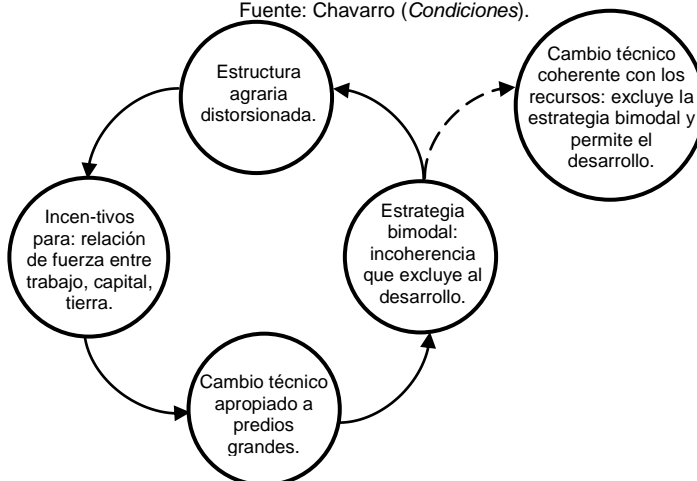 Fuente: Chavarro (Condiciones).
Estructura
agraria
distorsionada.
Cambio técnico
coherente con los
recursos: excluye la
estrategia bimodal y
permite el
desarrollo.
Incen-tivos
para: relación
de fuerza entre
trabajo, capital,
tierra.
Estrategia
bimodal:
incoherencia
que excluye al
desarrollo.
Cambio técnico
apropiado a
predios
grandes.